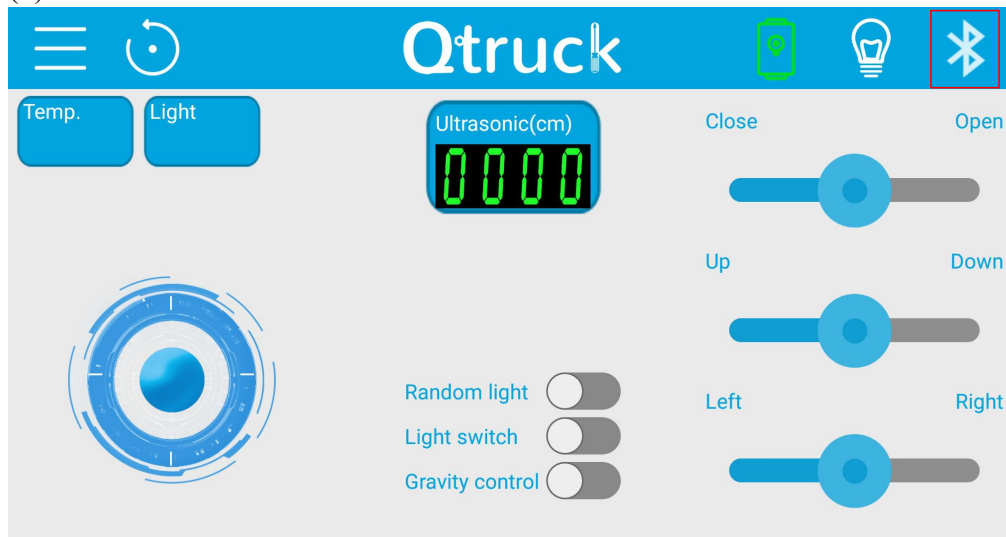 Qtruck
Temp.
Light
Ultrasonic(cm)
0000
Close
Open
Up
Down
Random light
Light switch
Gravity control
Left
Right